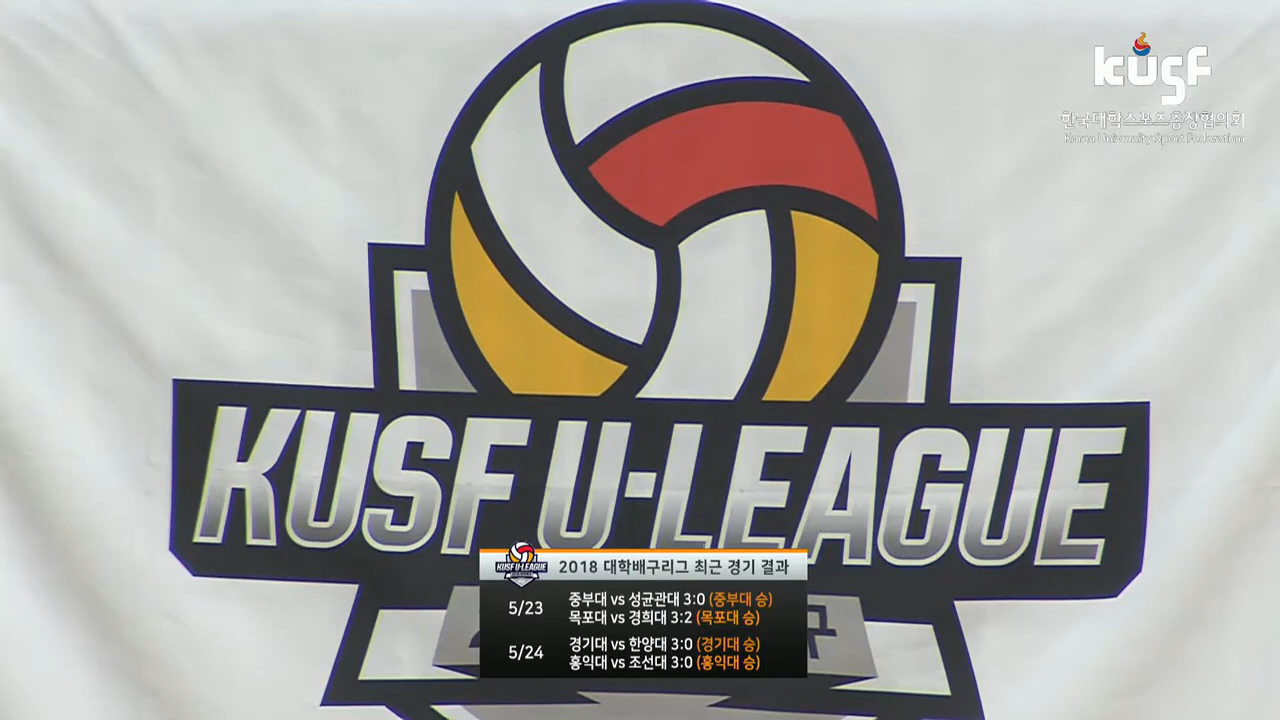 kusf
한국대학스포츠총장협의회
Korea University Sport Federation
KUSF U-LEAGUE
KUSF U-LEAGUE
2018 대학배구리그 최근 경기 결과
5/23
중부대 vs 성균관대 3:0 (중부대 승)
목포대 vs 경희대 3:2 (목포대 승)
5/24
경기대 vs 한양대 3:0 (경기대 승)
홍익대 vs 조선대 3:0 (홍익대 승)
구